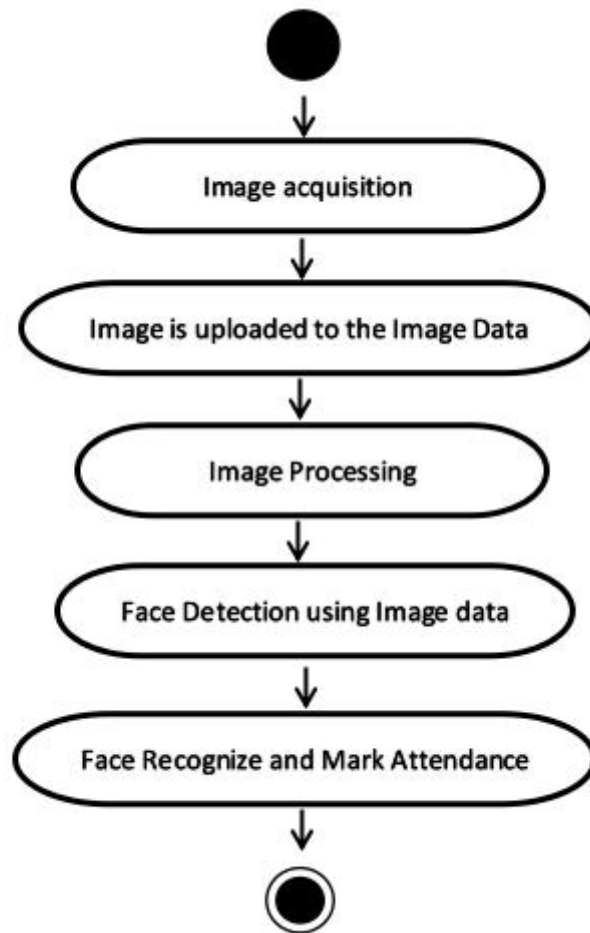 Image acquisition
Image is uploaded to the Image Data
Image Processing
Face Detection using Image data
Face Recognize and Mark Attendance